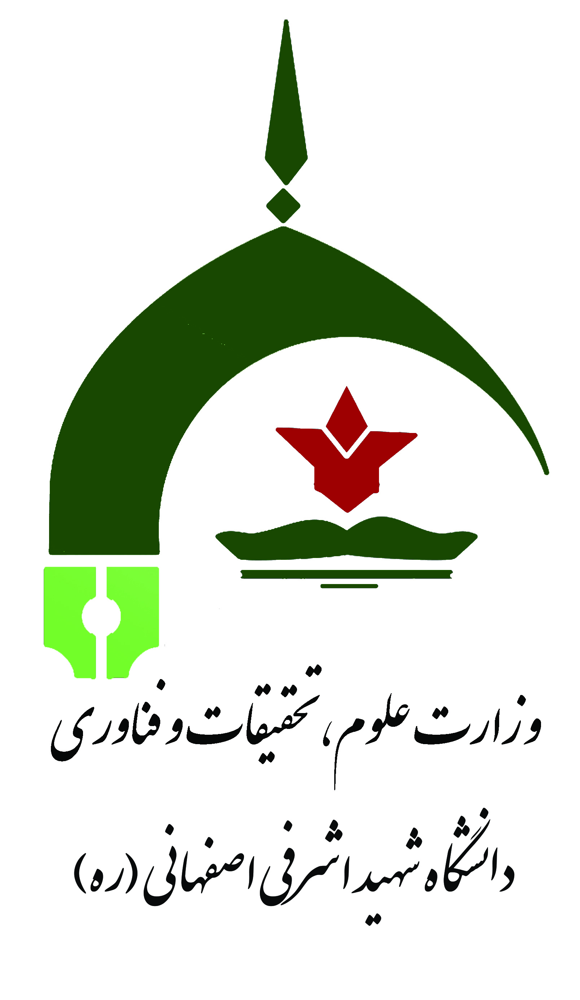 وزارت علوم، تحقیقات و فناوری
دانشگاه شهید اشرفی اصفهانی (ره)